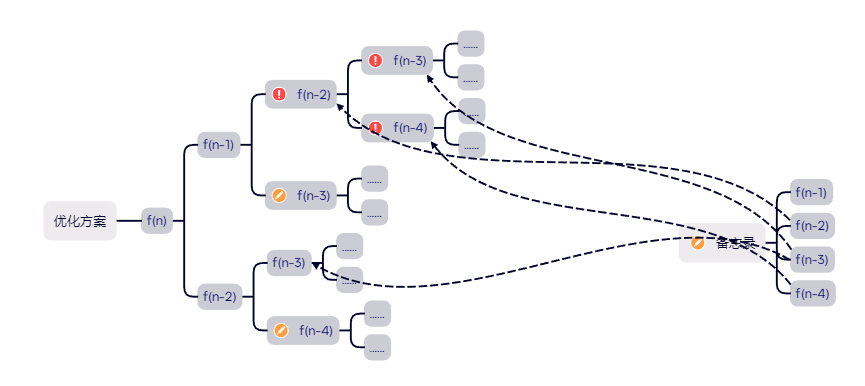 优化方案
f(n)
f(n-1)
f(n-2)
f(n-3)
......
......
f(n-4)
......
......
f(n-3)
......
......
f(n-2)
f(n-3)
......
......
f(n-4)
......
......
备忘录
f(n-1)
f(n-2)
f(n-3)
f(n-4)